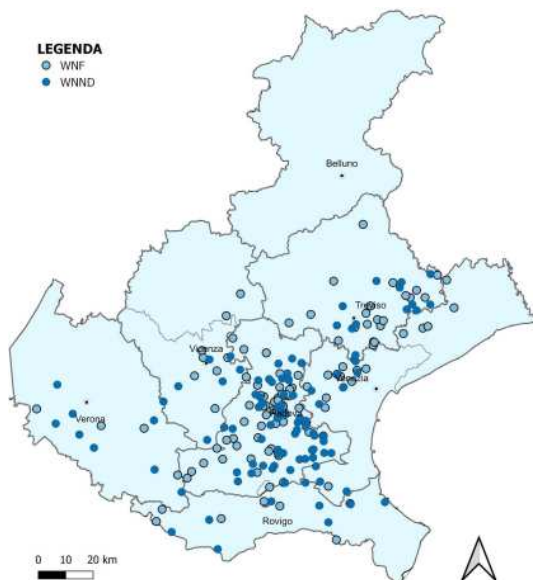 LEGENDA
WNF
WNND
Belluno
Treviso
Vicenza
Venezia
Verona
Padova
Rovigo
0 10 20 km